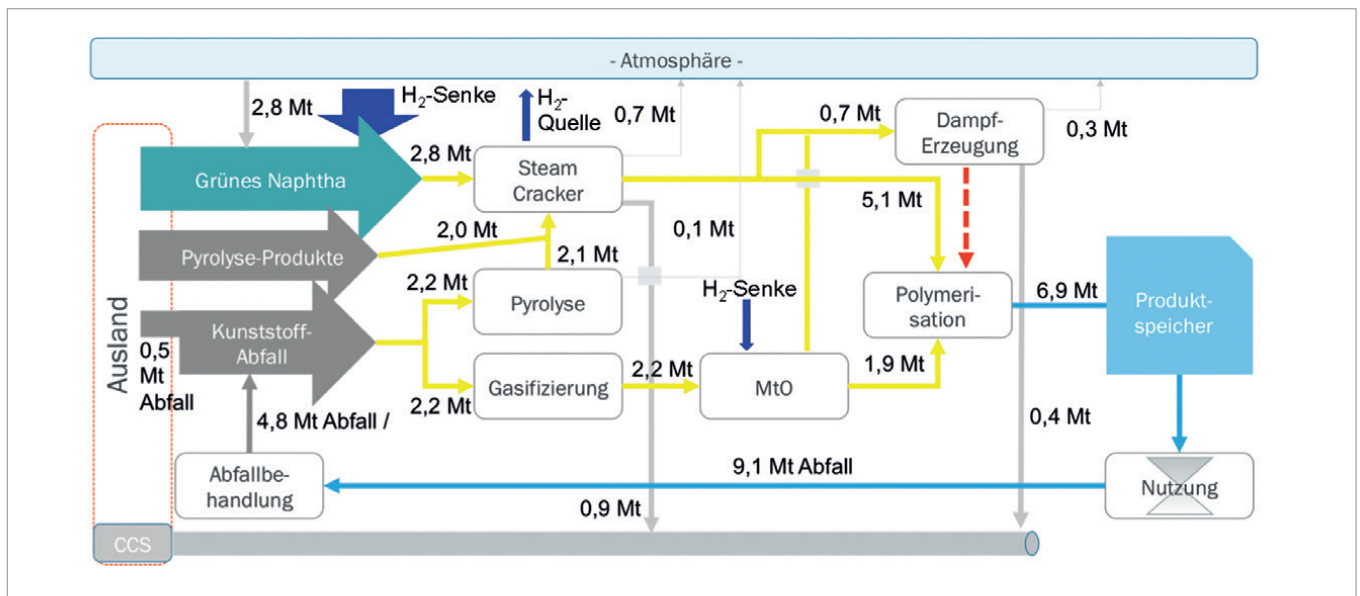 - Atmosphäre -
2,8 Mt
H₂-Senke
H₂-
Quelle
0,7 Mt
0,7 Mt
Dampf-
Erzeugung
0,3 Mt
Grünes Naphtha
2,8 Mt
Steam
Cracker
5,1 Mt
Pyrolyse-Produkte
2,0 Mt
2,1 Mt
0,1 Mt
Ausland
Kunststoff-
Abfall
2,2 Mt
Pyrolyse
H₂-Senke
Polymeri-
sation
6,9 Mt
Produkt-
speicher
0,5
Mt
Abfall
2,2 Mt
Gasifizierung
2,2 Mt
MtO
1,9 Mt
4,8 Mt Abfall /
0,4 Mt
Abfallbe-
handlung
9,1 Mt Abfall
Nutzung
0,9 Mt
CCS